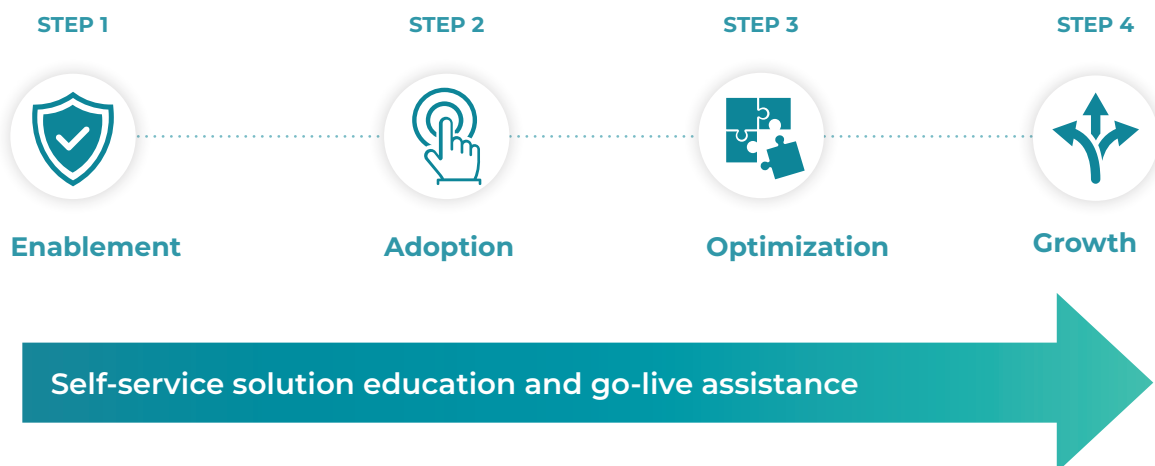 STEP 1
STEP 2
STEP 3
STEP 4
Enablement
Adoption
Optimization
Growth
Self-service solution education and go-live assistance